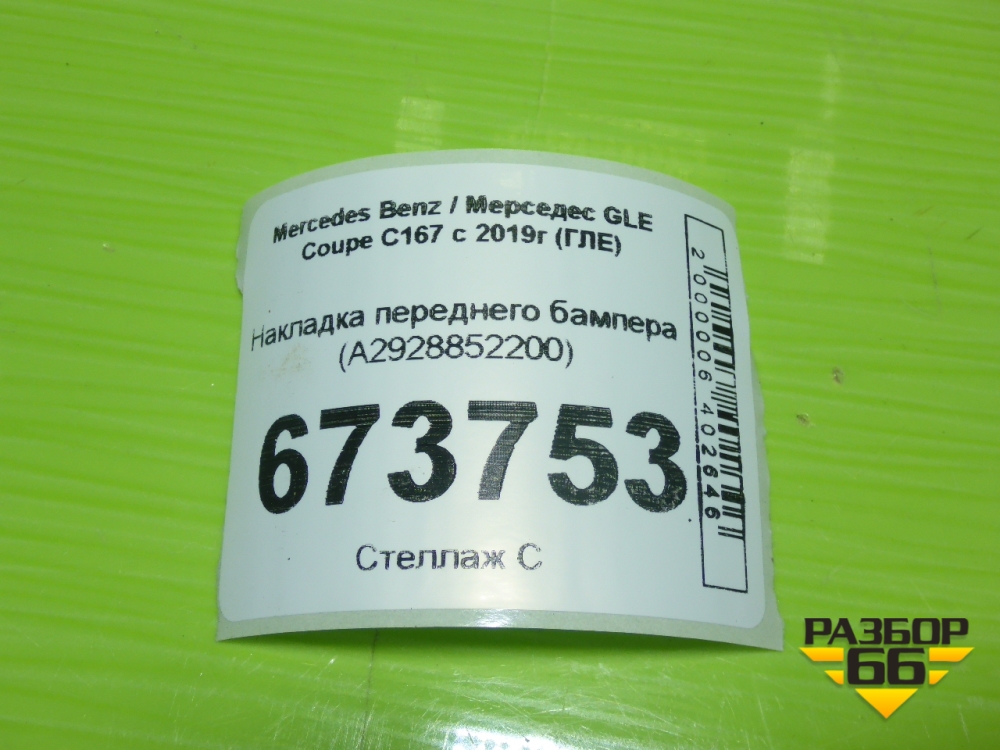 Mercedes Benz / Мерседес GLE
Coupe C167 с 2019г (ГЛЕ)
Накладка переднего бампера
(A2928852200)
673753
Стеллаж С
2000006402646
РАЗБОР
66